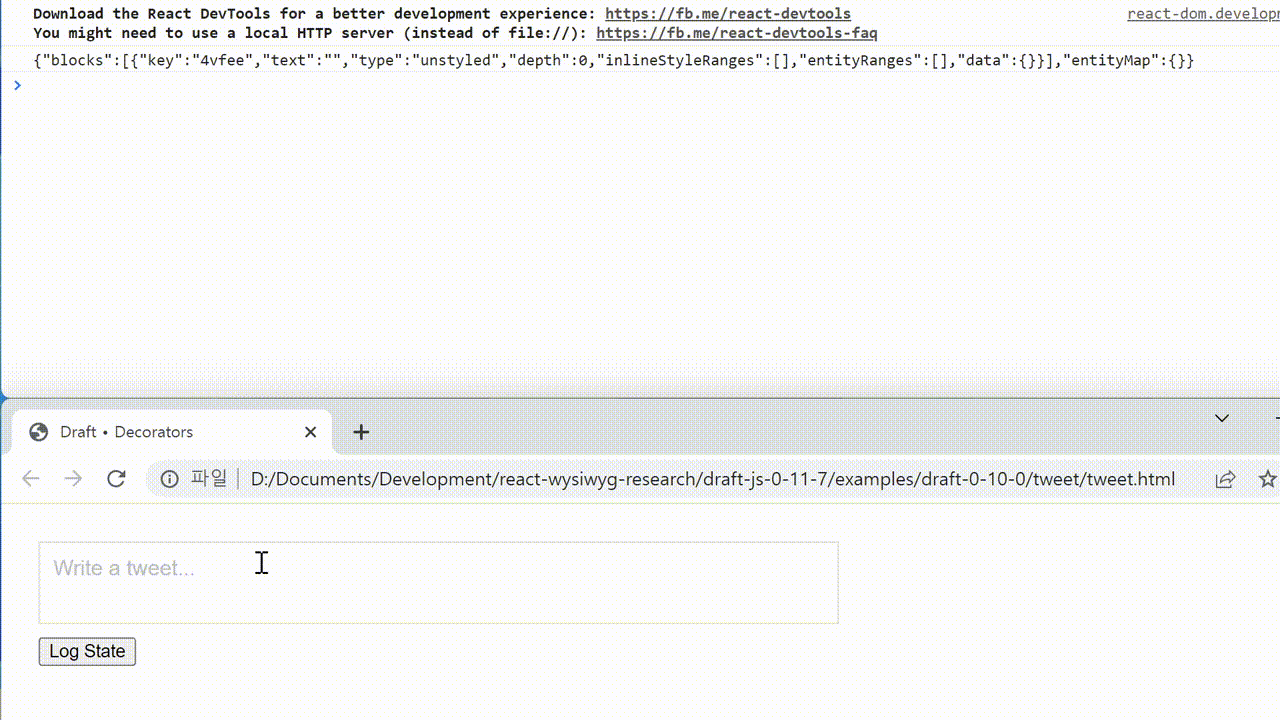 Download the React DevTools for a better development experience: https://fb.me/react-devtools react-dom.develop
You might need to use a local HTTP server (instead of file://): https://fb.me/react-devtools-faq
{"blocks":[{"key":"4vfee","text":"","type":"unstyled","depth":0,"inlineStyleRanges":[],"entityRanges":[],"data":{}}],"entityMap":{}}
Draft • Decorators
파일 D:/Documents/Development/react-wysiwyg-research/draft-js-0-11-7/examples/draft-0-10-0/tweet/tweet.html
Write a tweet...
Log State